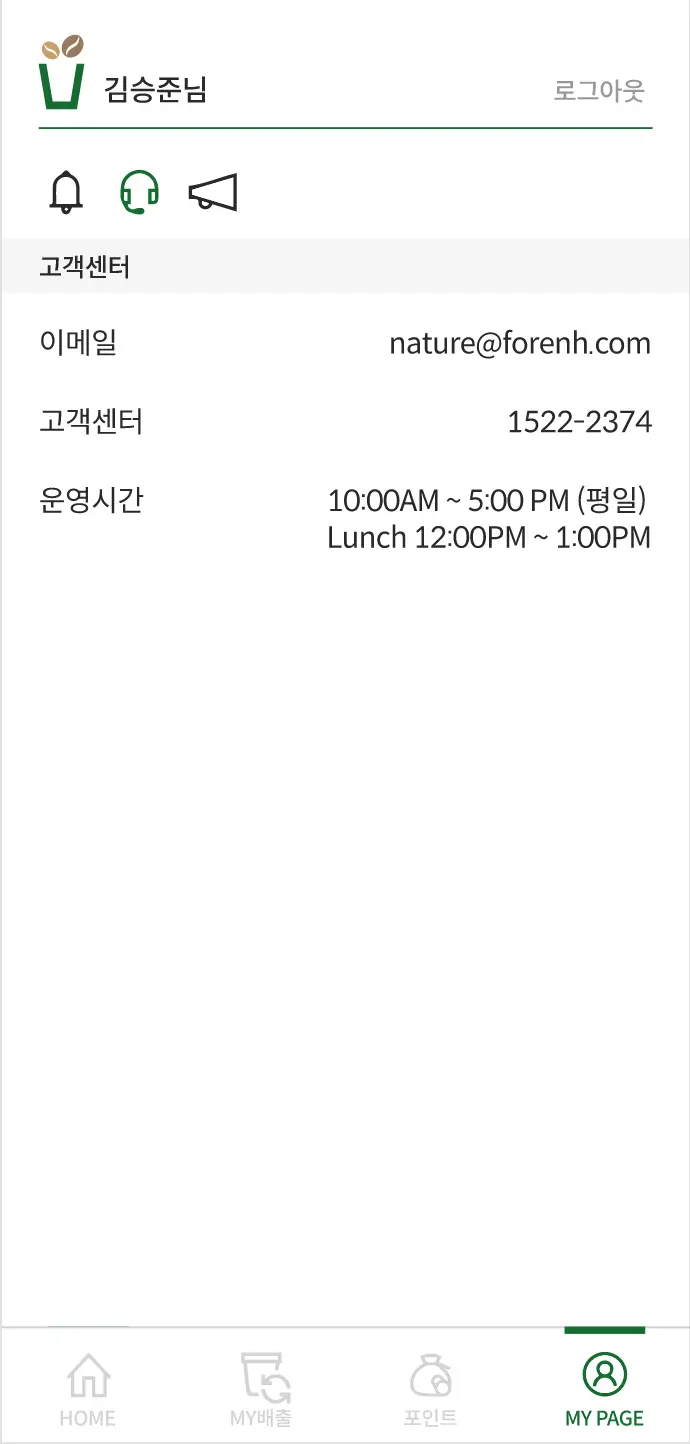 김승준님
로그아웃
고객센터
이메일
nature@forenh.com
고객센터
1522-2374
운영시간
10:00AM ~ 5:00 PM (평일)
Lunch 12:00PM ~ 1:00PM
HOME
MY배출
포인트
MY PAGE